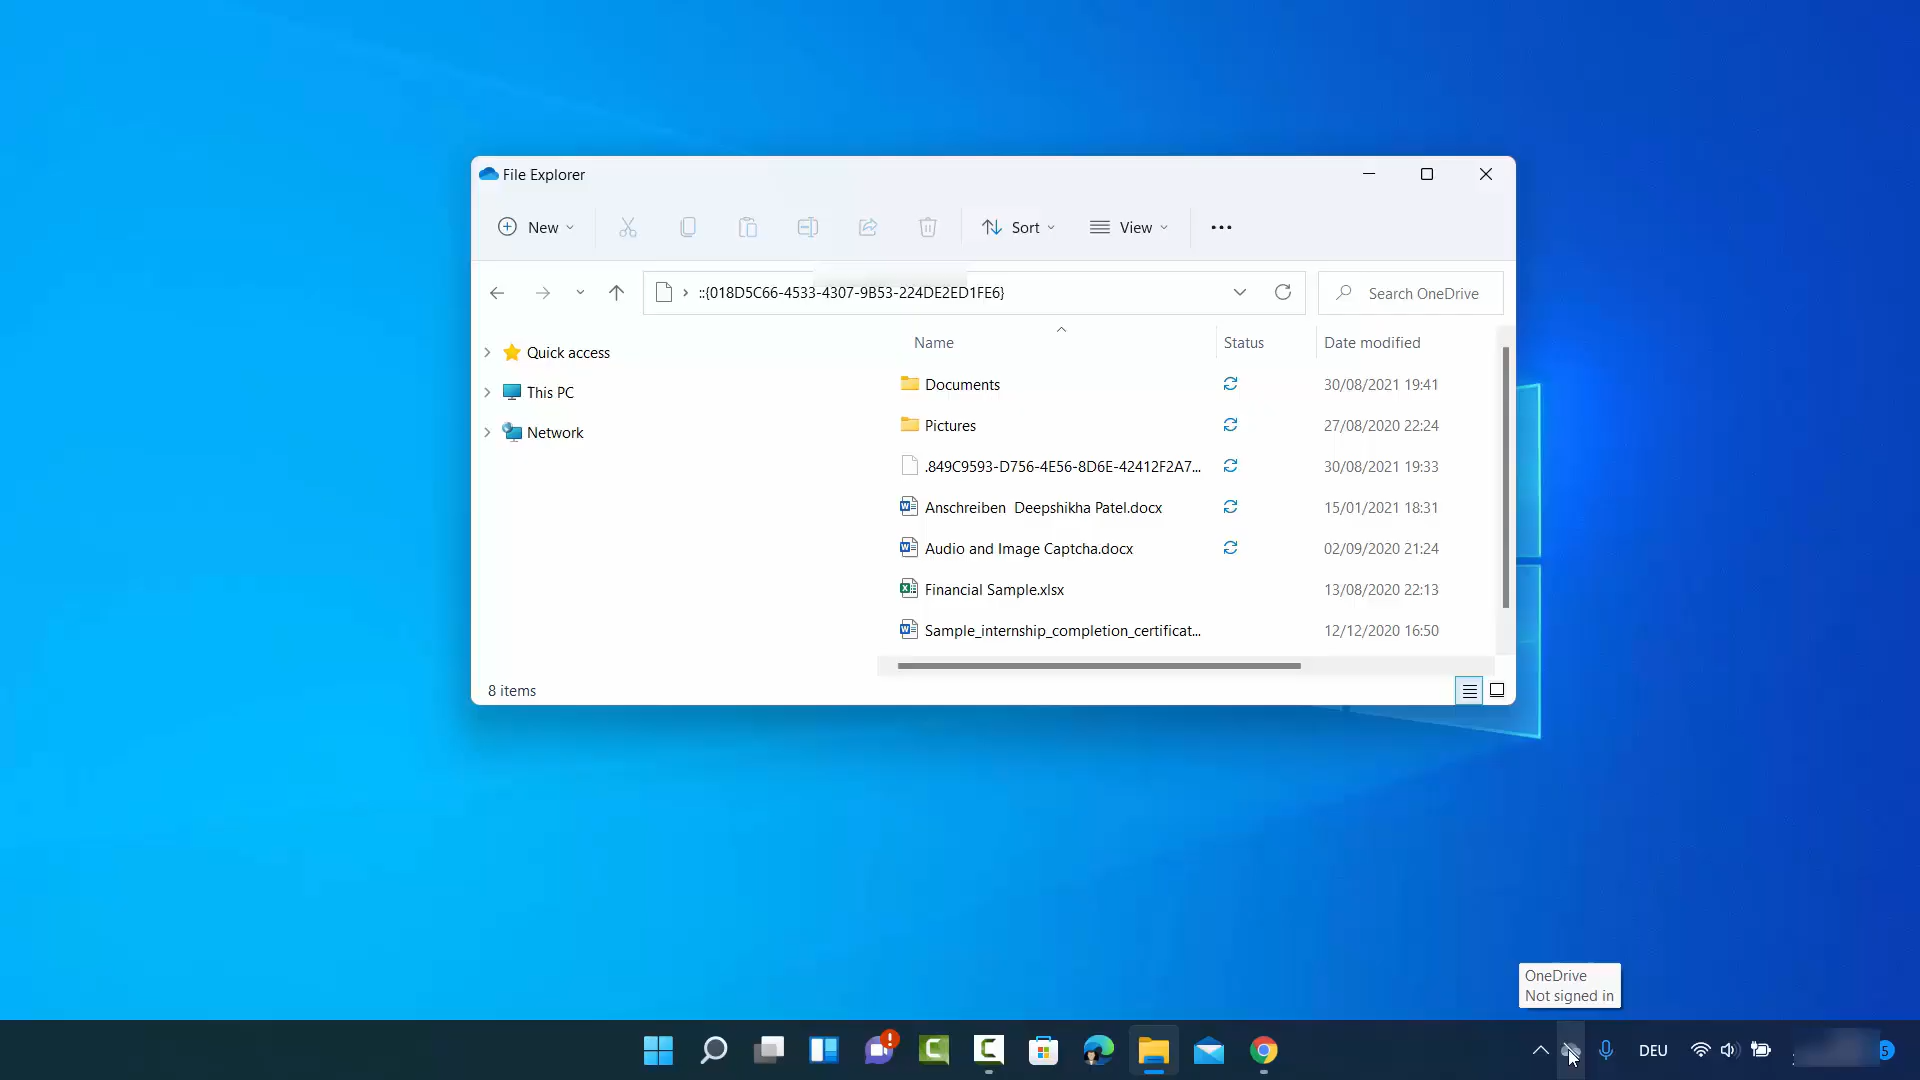 File Explorer
New
Sort
View
::{018D5C66-4533-4307-9B53-224DE2ED1FE6}
Search OneDrive
Name
Status
Date modified
Quick access
This PC
Network
Documents
30/08/2021 19:41
Pictures
27/08/2020 22:24
.849C9593-D756-4E56-8D6E-42412F2A7...
30/08/2021 19:33
Anschreiben  Deepshikha Patel.docx
15/01/2021 18:31
Audio and Image Captcha.docx
02/09/2020 21:24
Financial Sample.xlsx
13/08/2020 22:13
Sample_internship_completion_certificat...
12/12/2020 16:50
8 items
OneDrive
Not signed in
DEU
5